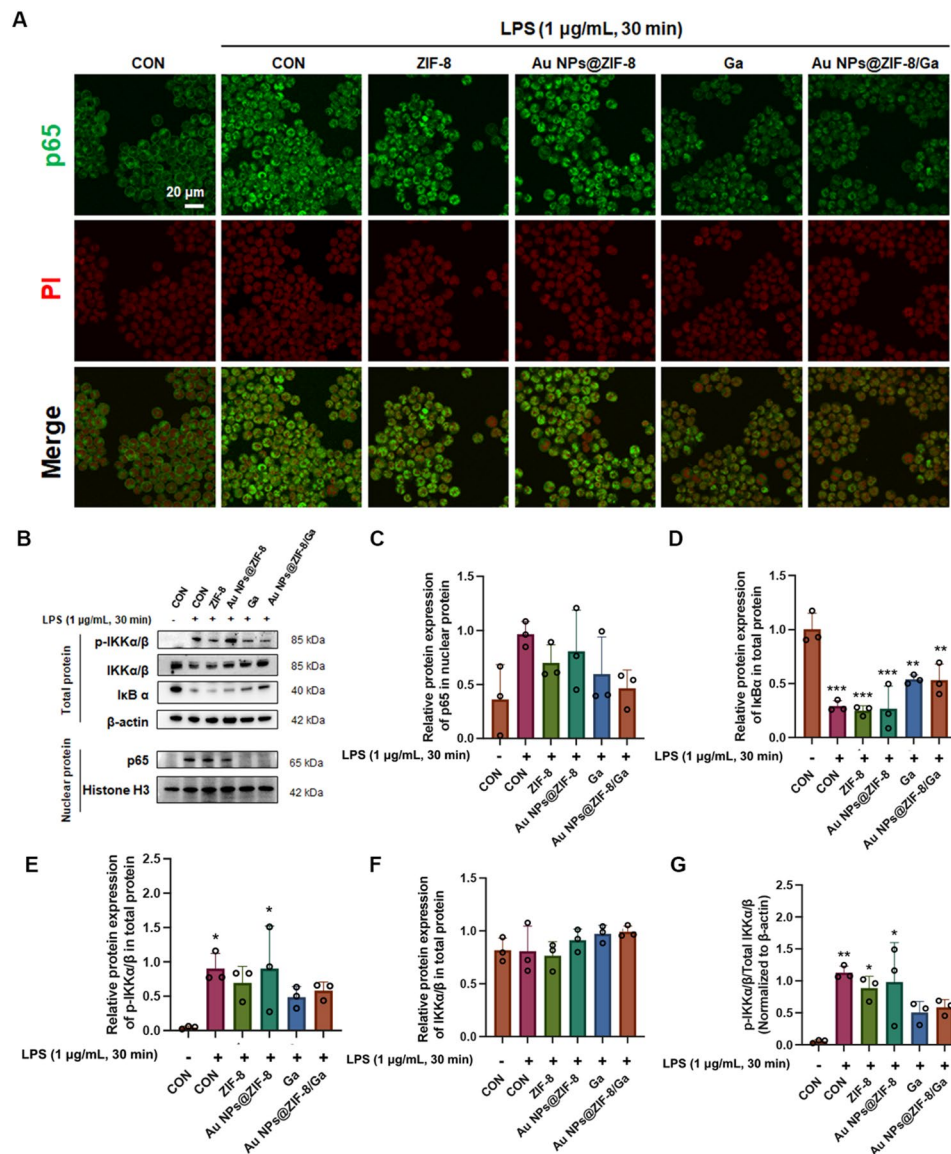 A
LPS (1 µg/mL, 30 min)
CON CON ZIF-8 Au NPs@ZIF-8 Ga Au NPs@ZIF-8/Ga
p65
20 µm
PI
Merge
B
CON CON ZIF-8 Au NPs@ZIF-8 Ga Au NPs@ZIF-8/Ga
LPS (1 µg/mL, 30 min) - + + + + +
Total protein
p-IKKα/β 85 kDa
IKKα/β 85 kDa
IκB α 40 kDa
β-actin 42 kDa
Nuclear protein
p65 65 kDa
Histone H3 42 kDa
C
Relative protein expression
of p65 in nuclear protein
1.5
1.0
0.5
0.0
LPS (1 µg/mL, 30 min) - + + + + +
CON CON ZIF-8 Au NPs@ZIF-8 Ga Au NPs@ZIF-8/Ga
D
Relative protein expression
of IκBα in total protein
1.5
1.0
0.5
0.0
*** *** *** ** **
LPS (1 µg/mL, 30 min) - + + + + +
CON CON ZIF-8 Au NPs@ZIF-8 Ga Au NPs@ZIF-8/Ga
E
Relative protein expression
of p-IKKα/β in total protein
2.5
2.0
1.5
1.0
0.5
0.0
* *
LPS (1 µg/mL, 30 min) - + + + + +
CON CON ZIF-8 Au NPs@ZIF-8 Ga Au NPs@ZIF-8/Ga
F
Relative protein expression
of IKKα/β in total protein
2.5
2.0
1.5
1.0
0.5
0.0
LPS (1 µg/mL, 30 min) - + + + + +
CON CON ZIF-8 Au NPs@ZIF-8 Ga Au NPs@ZIF-8/Ga
G
p-IKKα/β/Total IKKα/β
(Normalized to β-actin)
2.5
2.0
1.5
1.0
0.5
0.0
** * *
LPS (1 µg/mL, 30 min) - + + + + +
CON CON ZIF-8 Au NPs@ZIF-8 Ga Au NPs@ZIF-8/Ga